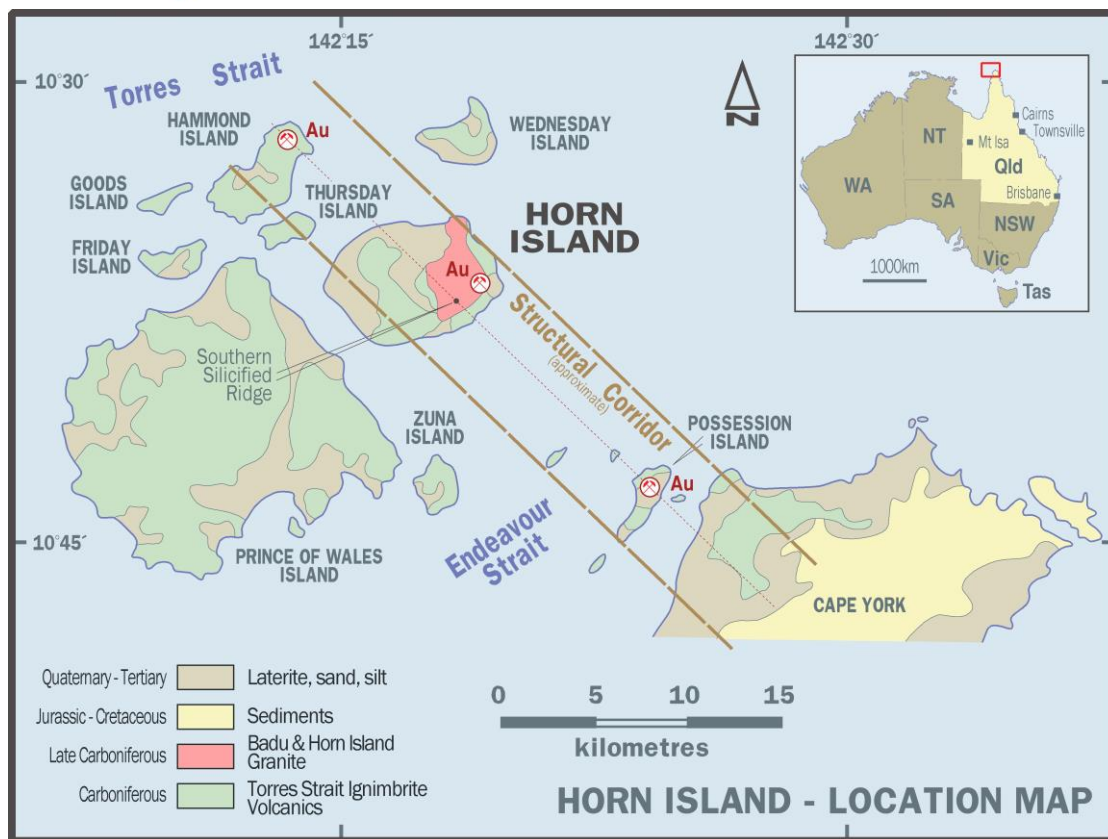 142°15´
142°30´
10°30´
Torres Strait
HAMMOND
ISLAND
Au
WEDNESDAY
ISLAND
N
GOODS
ISLAND
THURSDAY
ISLAND
HORN
ISLAND
FRIDAY
ISLAND
Au
Structural Corridor
(approximate)
Southern
Silicified
Ridge
ZUNA
ISLAND
POSSESSION
ISLAND
Au
Endeavour
Strait
10°45´
PRINCE OF WALES
ISLAND
CAPE YORK
WA
NT
SA
Qld
NSW
Vic
Tas
Cairns
Townsville
Mt Isa
Brisbane
1000km
Quaternary - Tertiary Laterite, sand, silt
Jurassic - Cretaceous Sediments
Late Carboniferous Badu & Horn Island
Granite
Carboniferous Torres Strait Ignimbrite
Volcanics
0 5 10 15
kilometres
HORN ISLAND - LOCATION MAP